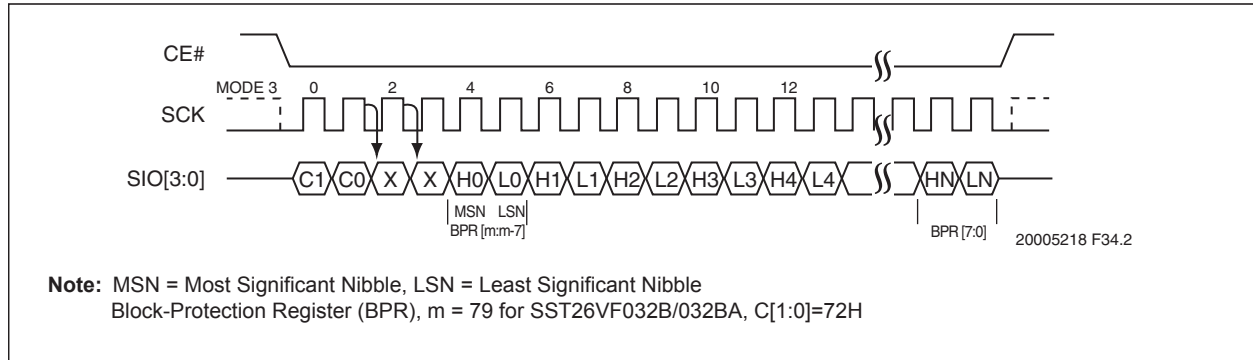 CE#
MODE 3 0 2 4 6 8 10 12
SCK
SIO[3:0] C1 C0 X X H0 L0 H1 L1 H2 L2 H3 L3 H4 L4 HN LN
MSN LSN
BPR [m:m-7] BPR [7:0]
20005218 F34.2
Note: MSN = Most Significant Nibble, LSN = Least Significant Nibble
Block-Protection Register (BPR), m = 79 for SST26VF032B/032BA, C[1:0]=72H